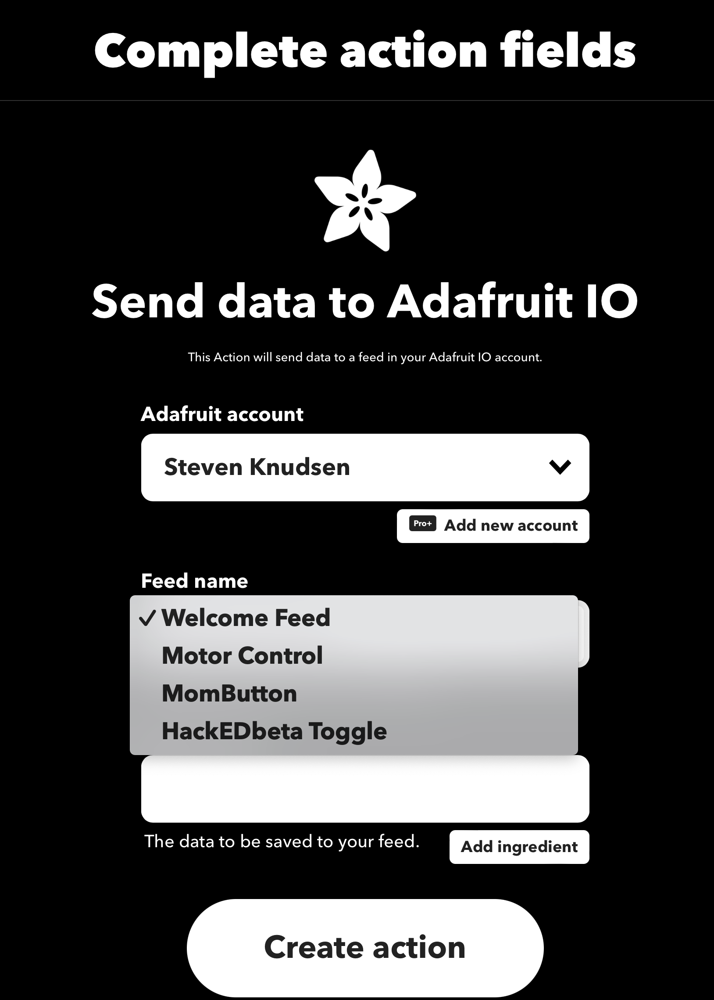 Complete action fields
Send data to Adafruit IO
This Action will send data to a feed in your Adafruit IO account.
Adafruit account
Steven Knudsen
Pro+ Add new account
Feed name
✓ Welcome Feed
Motor Control
MomButton
HackEDbeta Toggle
The data to be saved to your feed.
Add ingredient
Create action